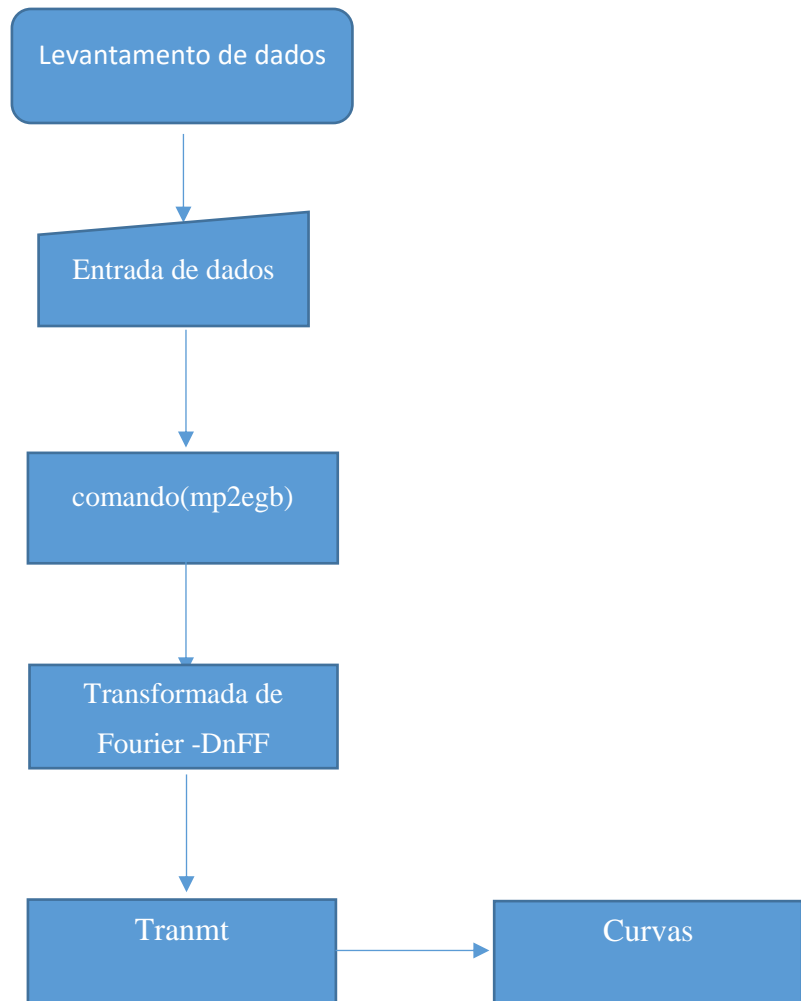 Levantamento de dados
Entrada de dados
comando(mp2egb)
Transformada de
Fourier -DnFF
Tranmt
Curvas